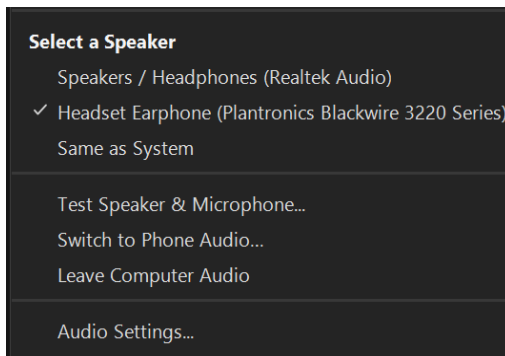 Select a Speaker
Speakers / Headphones (Realtek Audio)
Headset Earphone (Plantronics Blackwire 3220 Series)
Same as System
Test Speaker & Microphone...
Switch to Phone Audio...
Leave Computer Audio
Audio Settings...